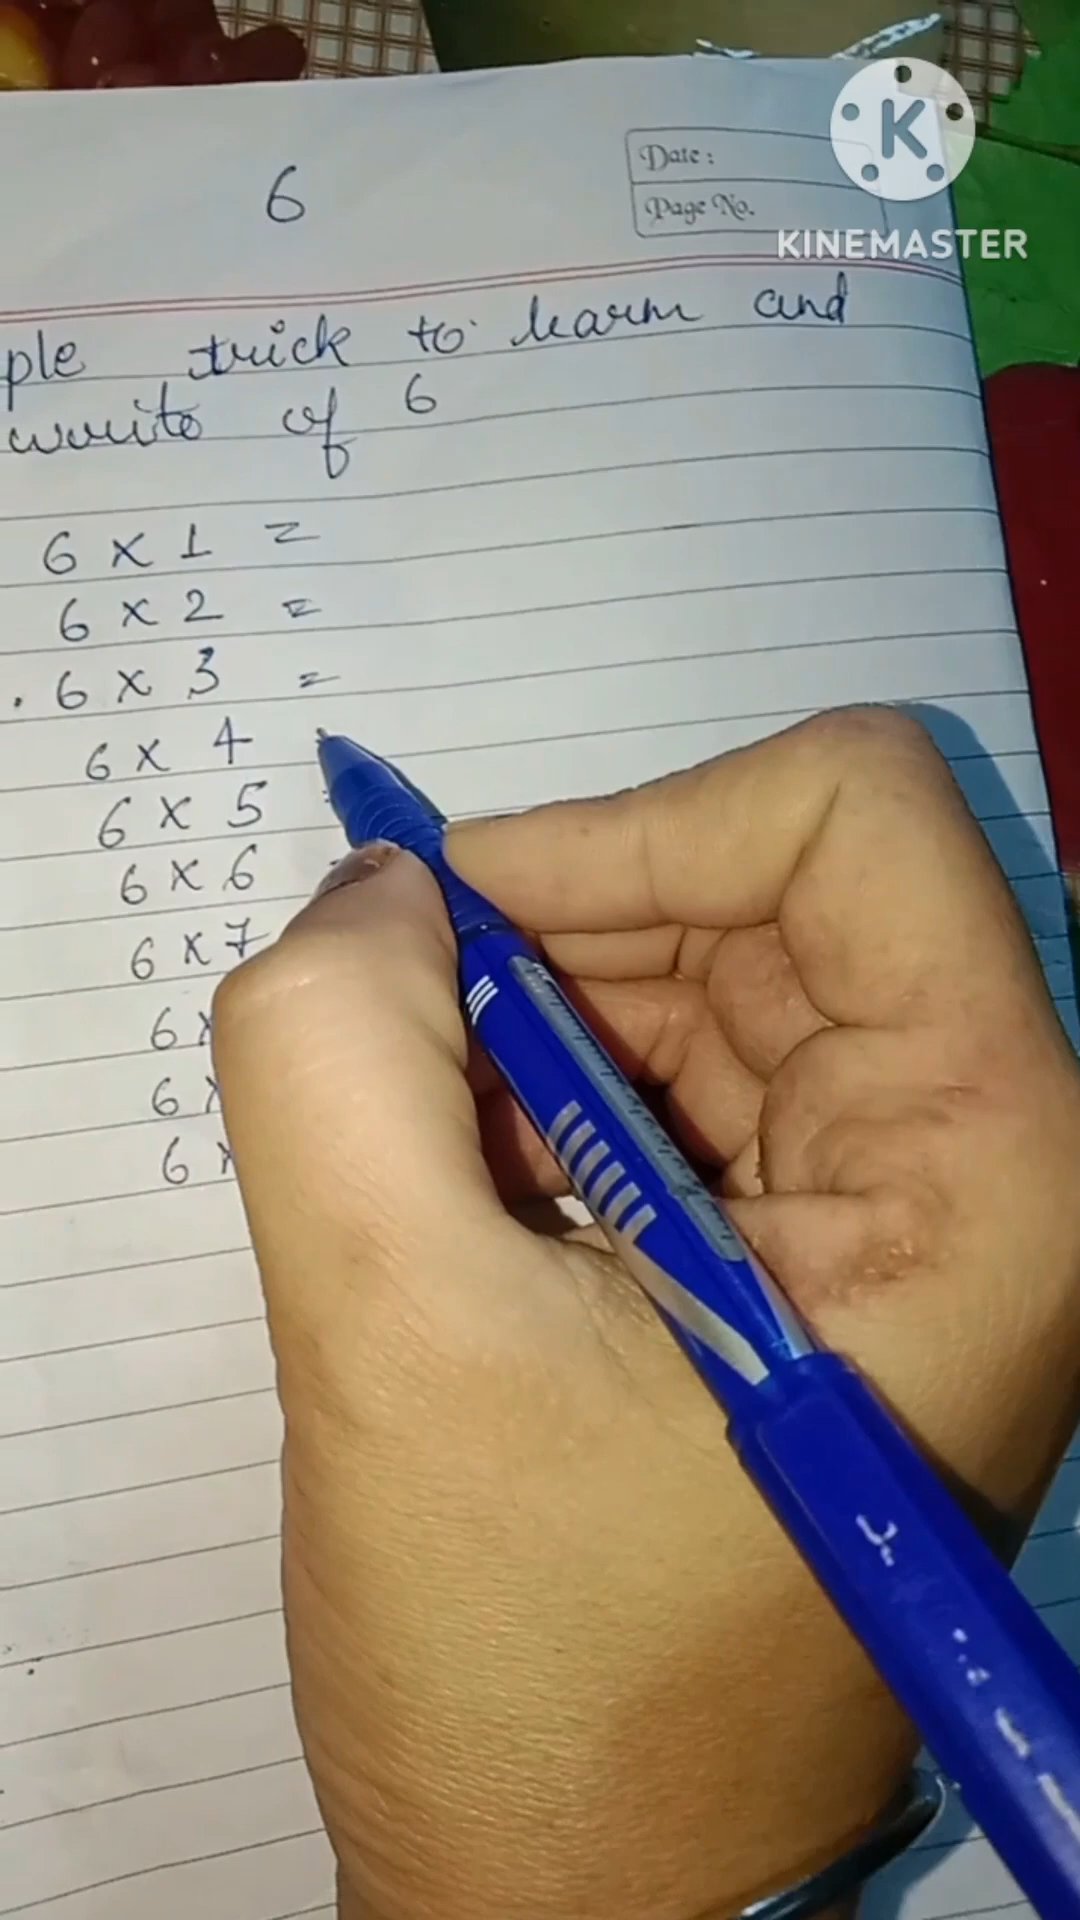 K
KINEMASTER
Date :
Page No.
6
ple trick to learn and
write of 6
6 × 1 =
6 × 2 =
. 6 × 3 =
6 × 4
6 × 5
6 × 6
6 × 7
6 ×
6 ×
6 ×